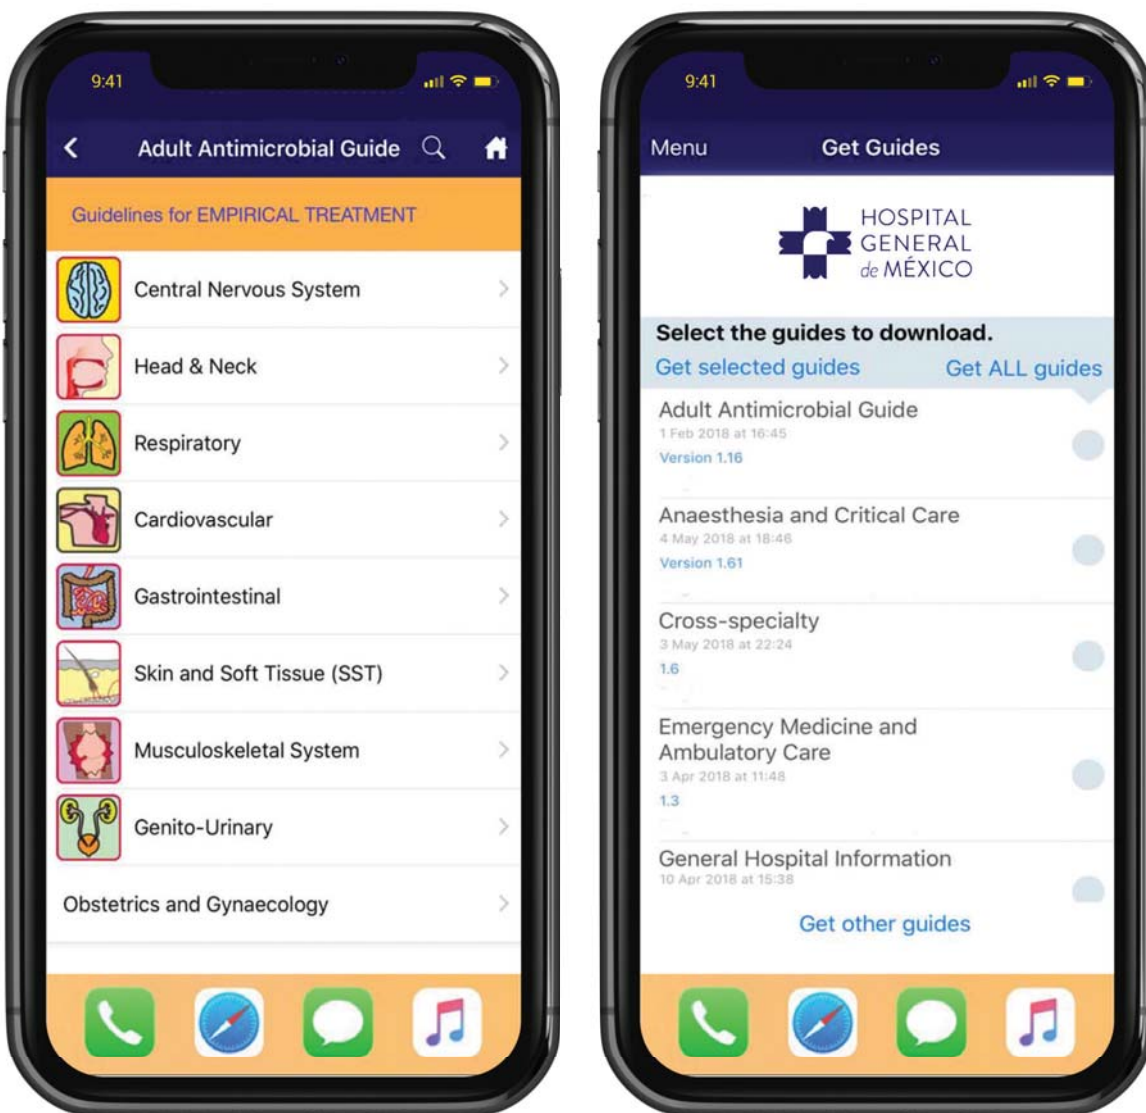 9:41
Adult Antimicrobial Guide
Guidelines for EMPIRICAL TREATMENT
Central Nervous System
Head & Neck
Respiratory
Cardiovascular
Gastrointestinal
Skin and Soft Tissue (SST)
Musculoskeletal System
Genito-Urinary
Obstetrics and Gynaecology
9:41
Menu
Get Guides
HOSPITAL
GENERAL
de MÉXICO
Select the guides to download.
Get selected guides
Get ALL guides
Adult Antimicrobial Guide
1 Feb 2018 at 16:45
Version 1.16
Anaesthesia and Critical Care
4 May 2018 at 18:46
Version 1.61
Cross-specialty
3 May 2018 at 22:24
1.6
Emergency Medicine and
Ambulatory Care
3 Apr 2018 at 11:48
1.3
General Hospital Information
10 Apr 2018 at 15:38
Get other guides